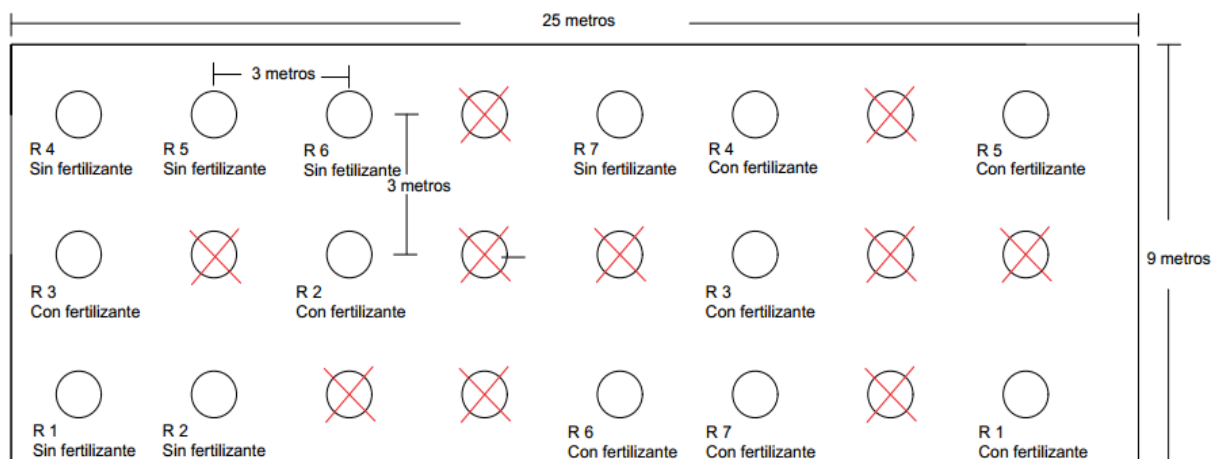 25 metros
3 metros
R 4
Sin fertilizante
R 5
Sin fertilizante
R 6
Sin fetilizante
R 7
Sin fertilizante
R 4
Con fertilizante
R 5
Con fertilizante
3 metros
9 metros
R 3
Con fertilizante
R 2
Con fertilizante
R 3
Con fertilizante
R 1
Sin fertilizante
R 2
Sin fertilizante
R 6
Con fertilizante
R 7
Con fertilizante
R 1
Con fertilizante